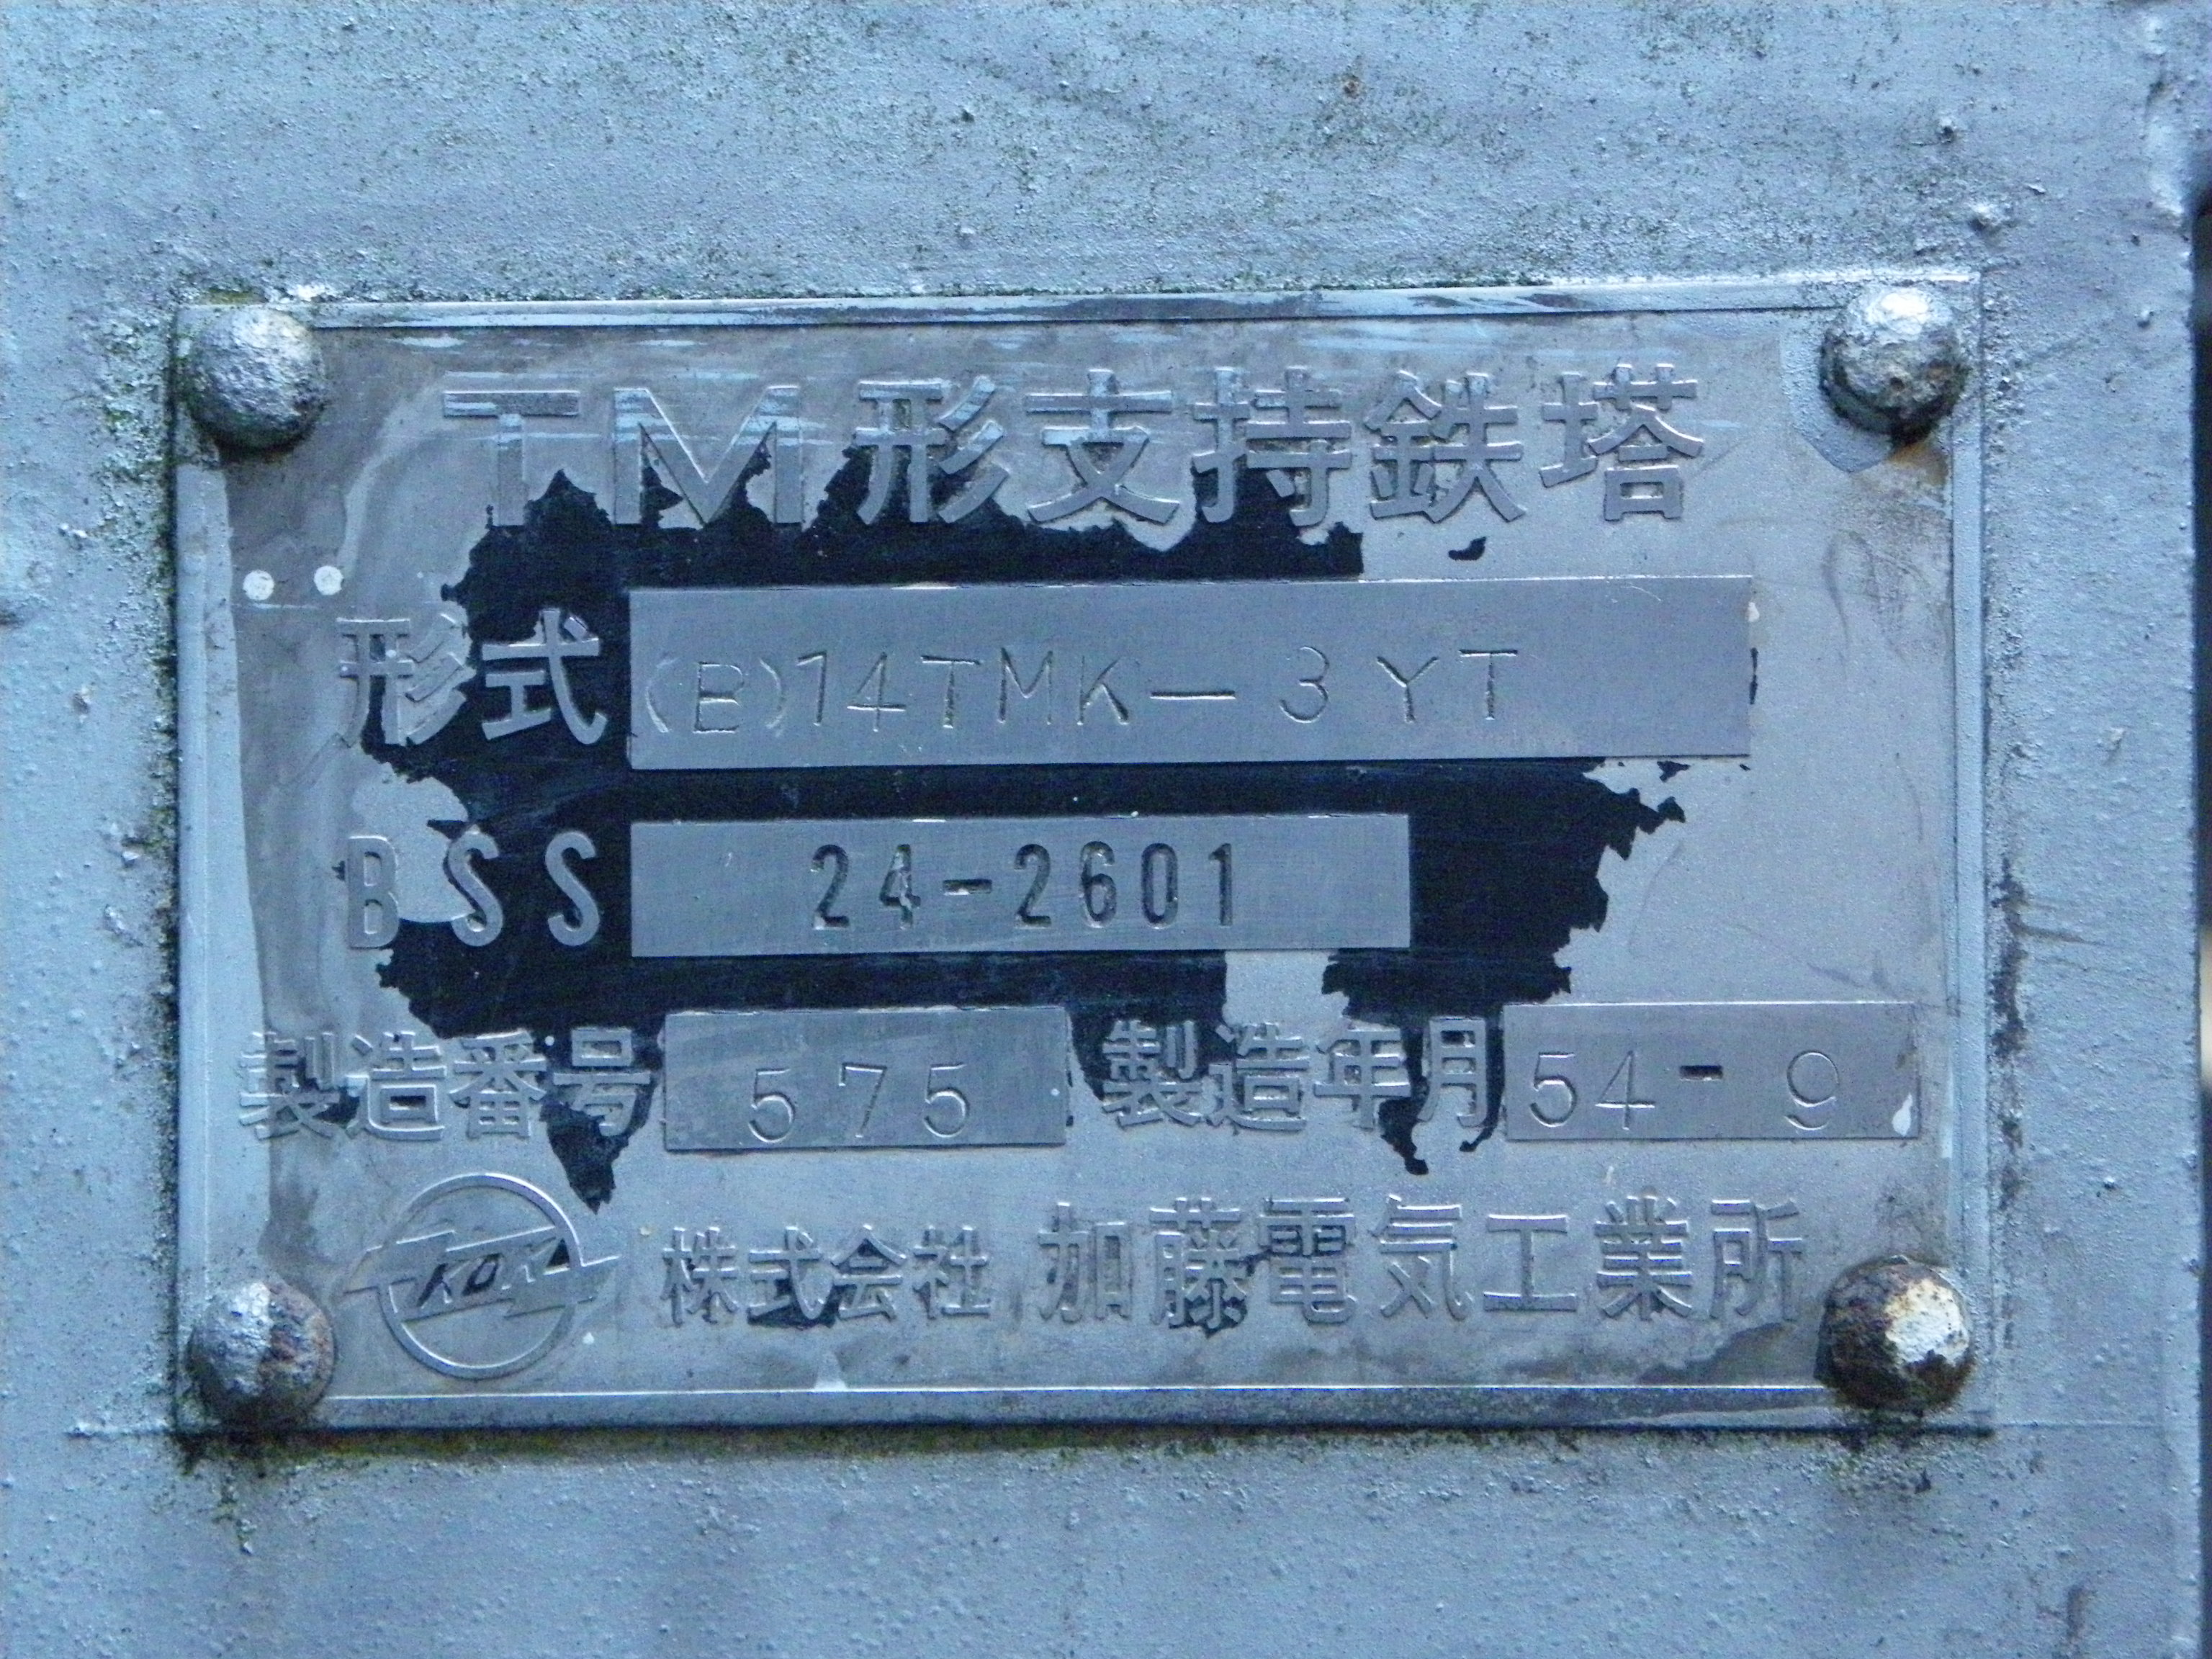 TM形支持鉄塔
形式 (B)14TMK-3YT
BSS 24-2601
製造番号 575 製造年月 54-9
KDK 株式会社 加藤電気工業所